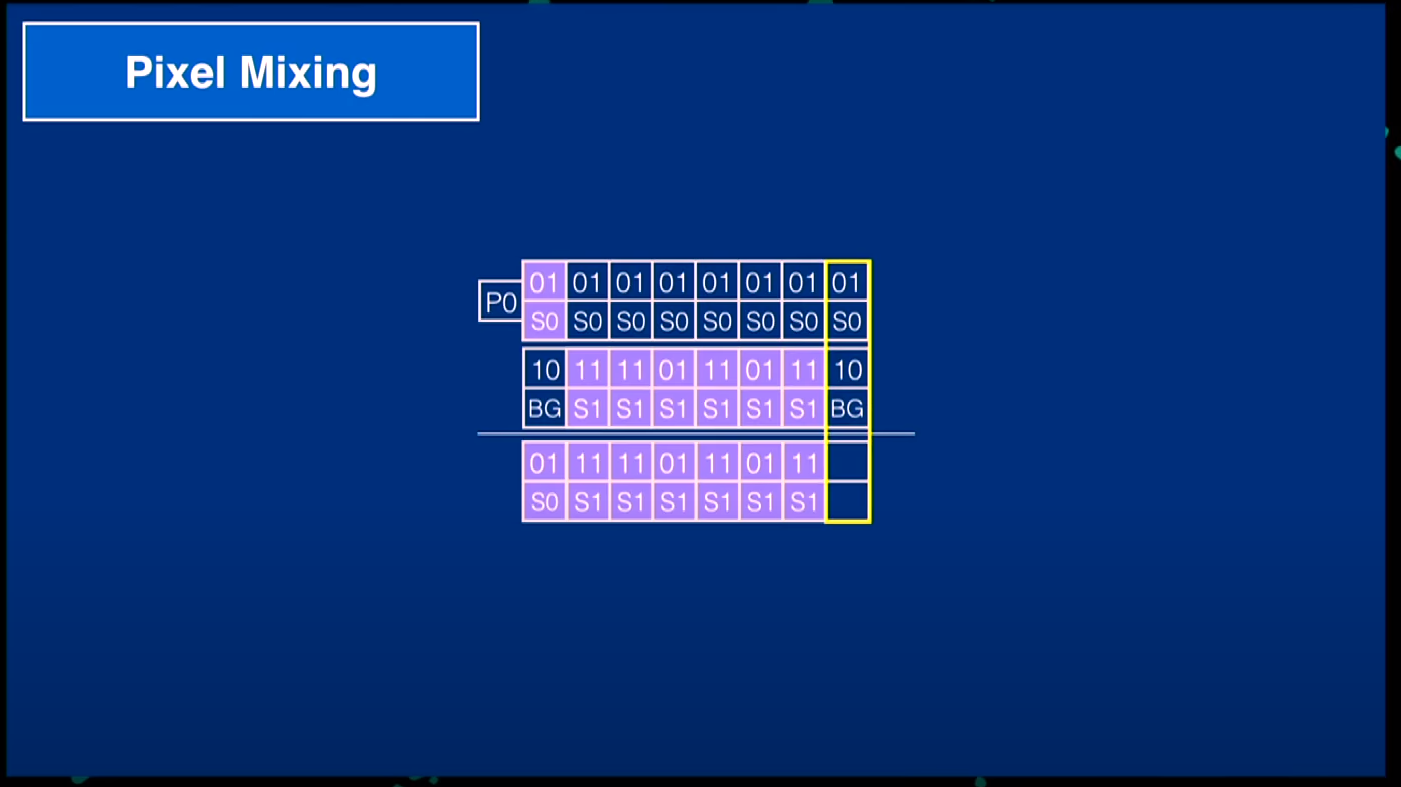 Pixel Mixing
P0
01 01 01 01 01 01 01 01
S0 S0 S0 S0 S0 S0 S0 S0
10 11 11 01 11 01 11 10
BG S1 S1 S1 S1 S1 S1 BG
01 11 11 01 11 01 11
S0 S1 S1 S1 S1 S1 S1